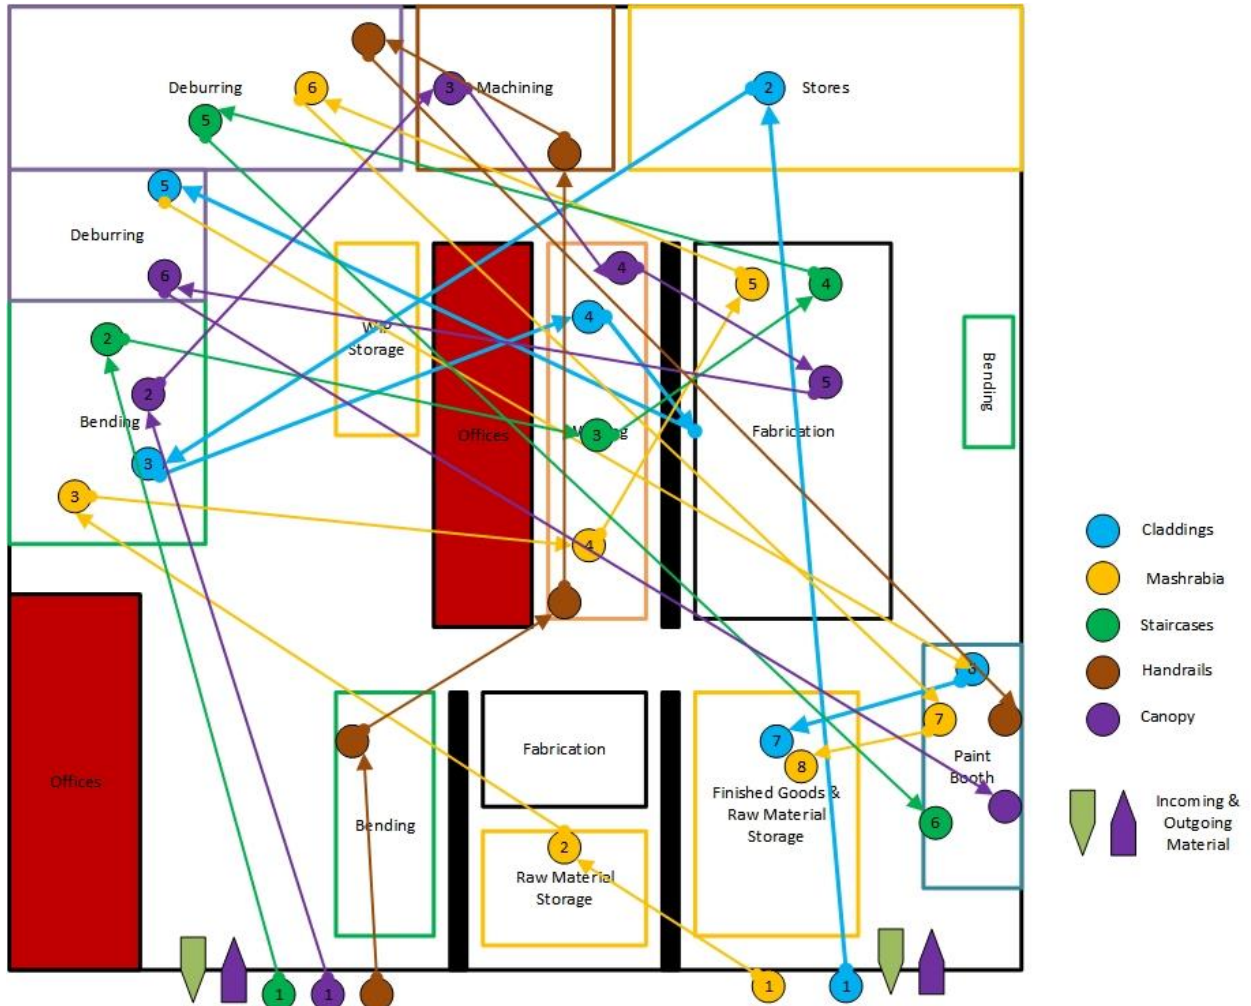 Deburring
6
5
3
Machining
2
Stores
5
Deburring
6
2
2
Bending
3
3
Storage
Offices
4
4
3
4
5
4
5
Fabrication
Bending
Claddings
Mashrabia
Staircases
Handrails
Canopy
Offices
Bending
Fabrication
2
Raw Material
Storage
7
8
Finished Goods &
Raw Material
Storage
6
7
Paint
Booth
6
Incoming &
Outgoing
Material
1
1
1
1